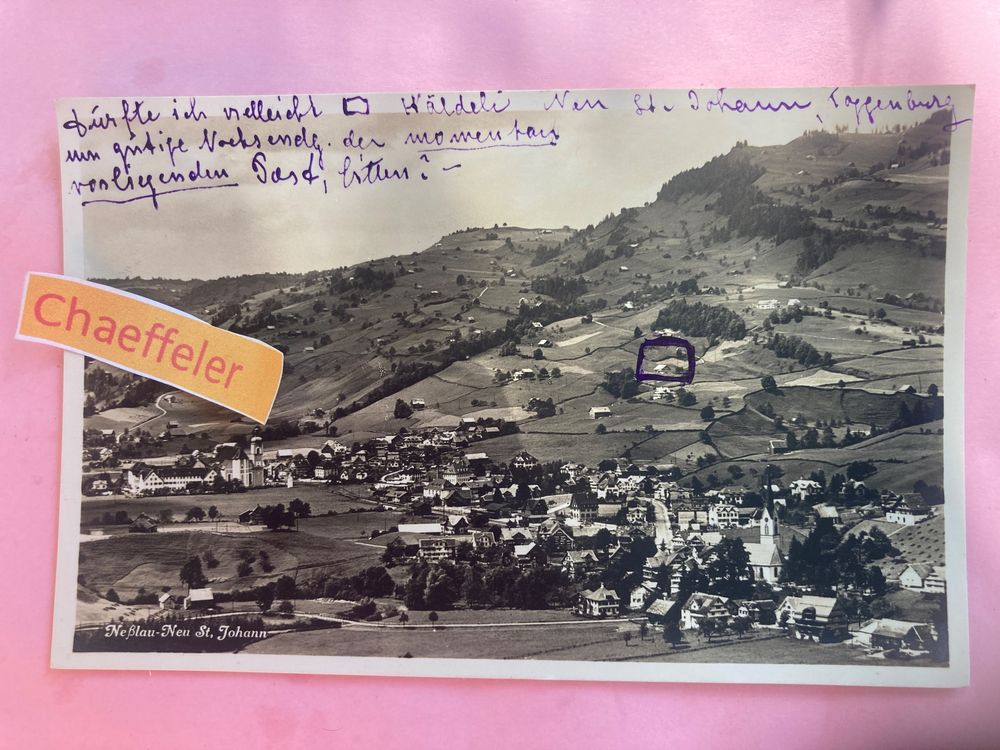 Dürfte ich vielleicht □ Wäldeli Neu St. Johann, Toggenburg
um gütige Nachsendg. der momentan
vorliegenden Post, bitten? -
Chaeffeler
Neßlau-Neu St. Johann